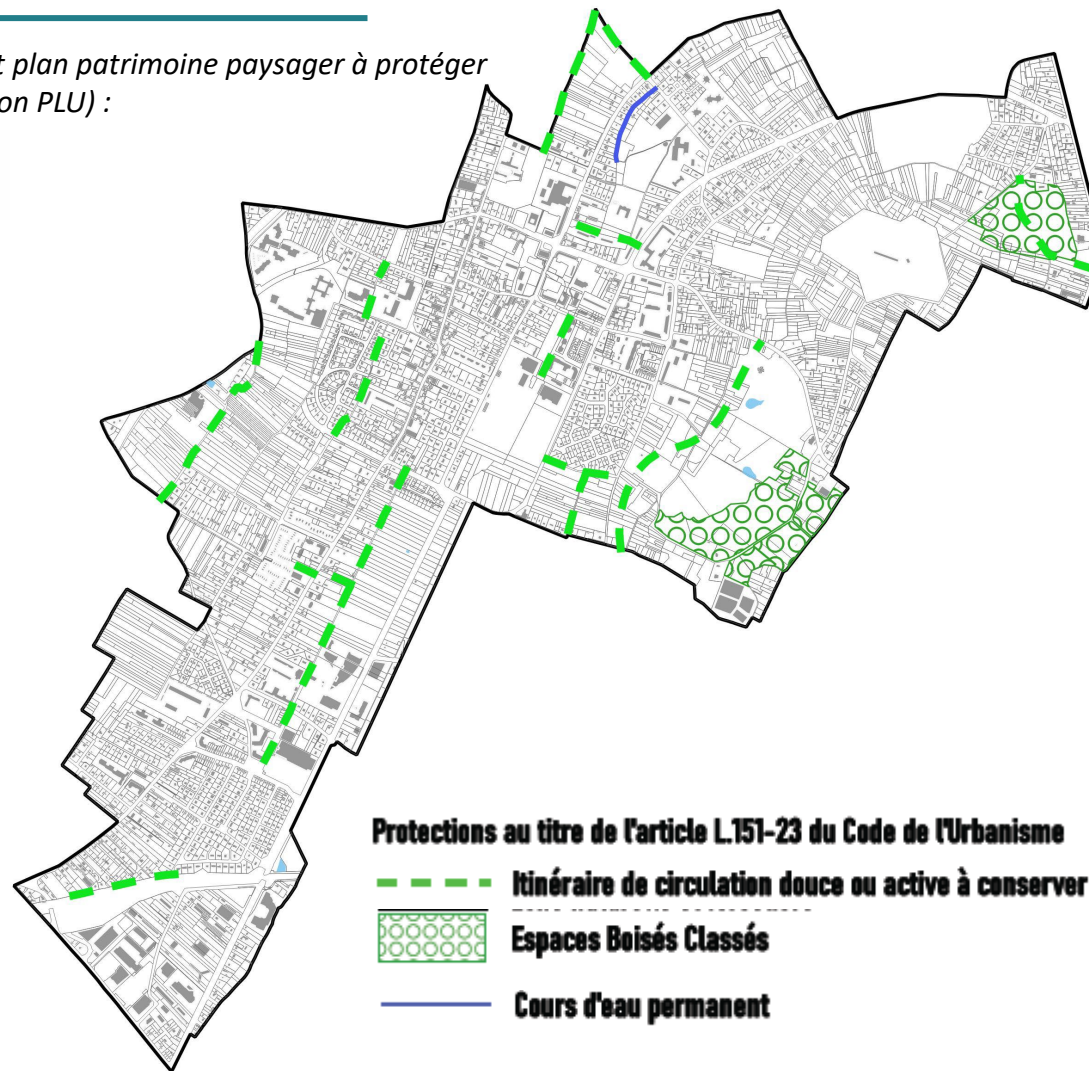 t plan patrimoine paysager à protéger
on PLU) :
Protections au titre de l'article L.151-23 du Code de l'Urbanisme
Itinéraire de circulation douce ou active à conserver
Espaces Boisés Classés
Cours d'eau permanent